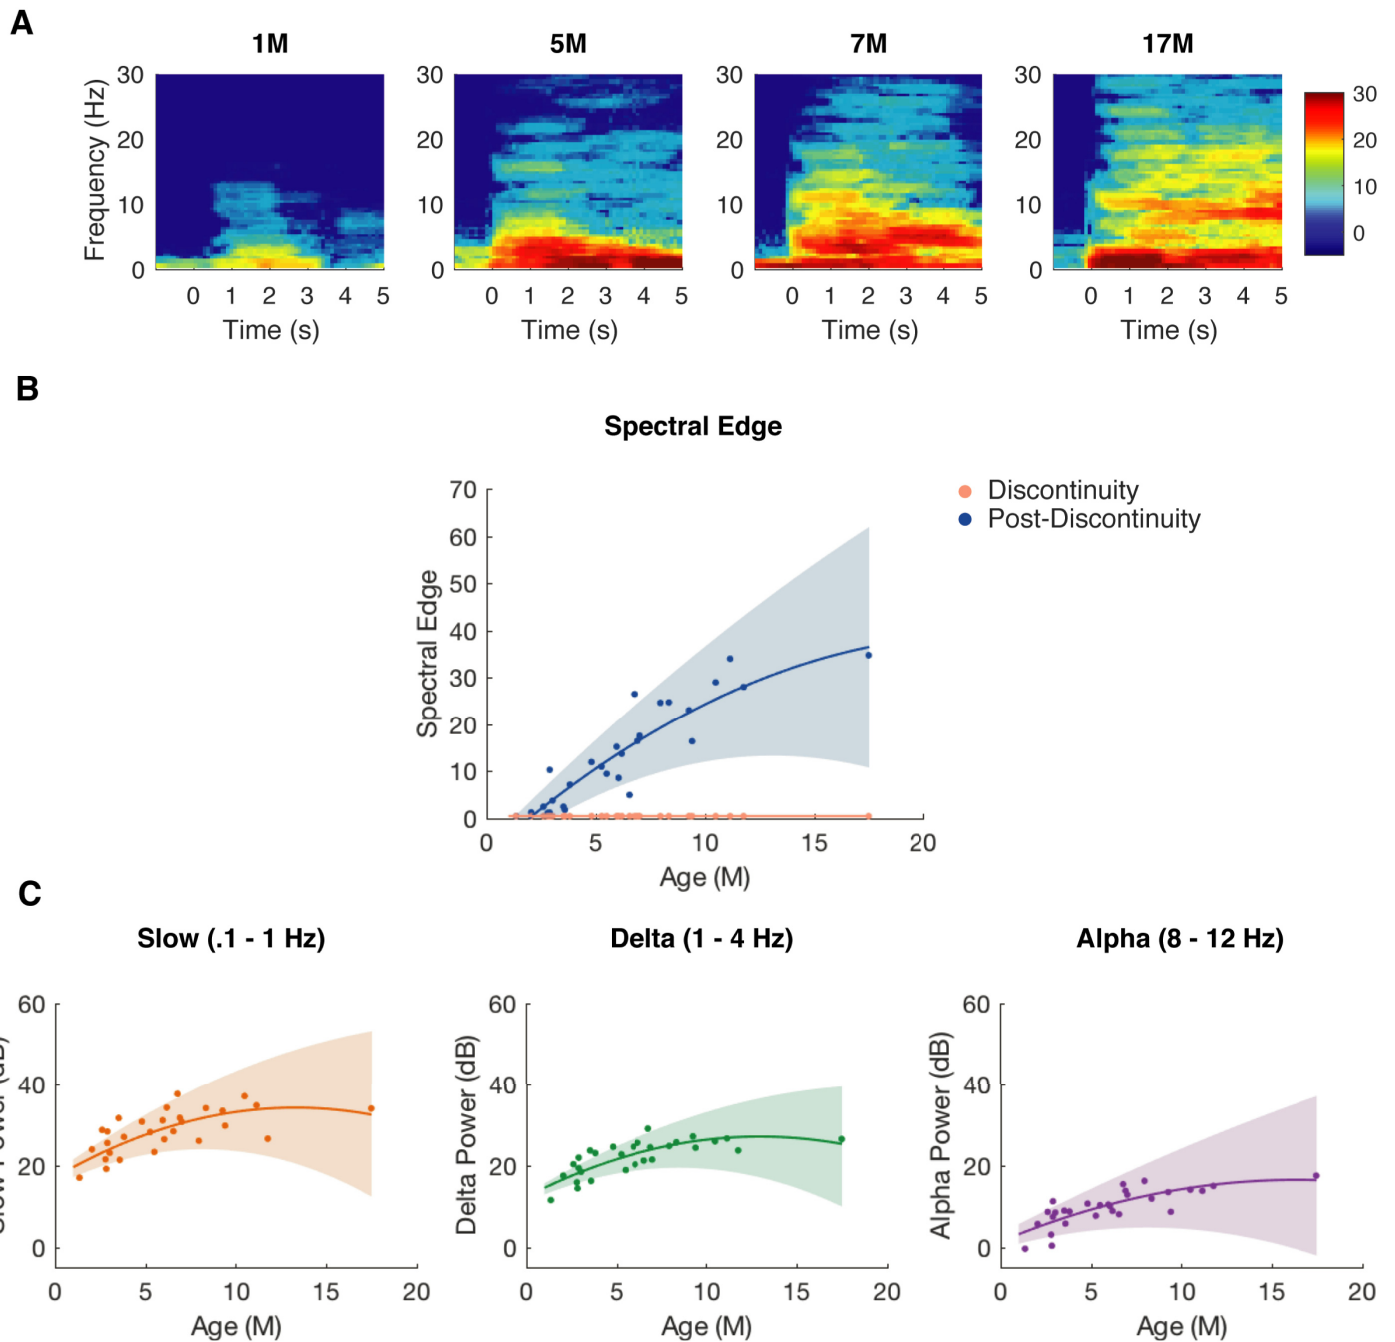 A
1M 5M 7M 17M
Frequency (Hz)
30 20 10 0
30 20 10 0
30 20 10 0
30 20 10 0
30 20 10 0
0 1 2 3 4 5
0 1 2 3 4 5
0 1 2 3 4 5
0 1 2 3 4 5
Time (s) Time (s) Time (s) Time (s)
B
Spectral Edge
Discontinuity
Post-Discontinuity
Spectral Edge
70
60
50
40
30
20
10
0
0 5 10 15 20
Age (M)
C
Slow (.1 - 1 Hz) Delta (1 - 4 Hz) Alpha (8 - 12 Hz)
60 40 20 0
Delta Power (dB)
60 40 20 0
Alpha Power (dB)
60 40 20 0
0 5 10 15 20
0 5 10 15 20
0 5 10 15 20
Age (M) Age (M) Age (M)